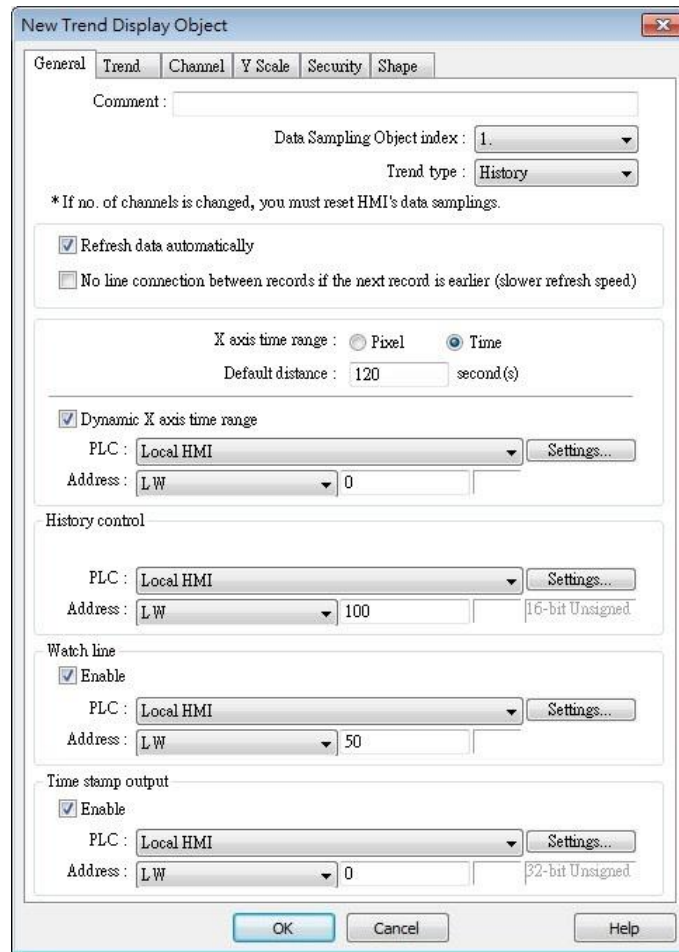 New Trend Display Object
General Trend Channel Y Scale Security Shape
Comment :
Data Sampling Object index : 1.
Trend type : History
* If no. of channels is changed, you must reset HMI's data samplings.
Refresh data automatically
No line connection between records if the next record is earlier (slower refresh speed)
X axis time range : Pixel Time
Default distance : 120 second(s)
Dynamic X axis time range
PLC : Local HMI Settings...
Address : LW 0
History control
PLC : Local HMI Settings...
Address : LW 100 16-bit Unsigned
Watch line
Enable
PLC : Local HMI Settings...
Address : LW 50
Time stamp output
Enable
PLC : Local HMI Settings...
Address : LW 0 32-bit Unsigned
OK Cancel Help